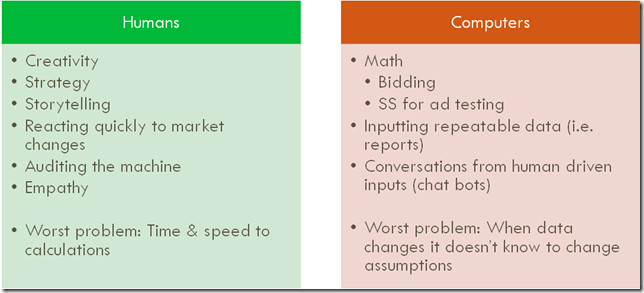 Humans
• Creativity
• Strategy
• Storytelling
• Reacting quickly to market
changes
• Auditing the machine
• Empathy
• Worst problem: Time & speed to
calculations
Computers
• Math
• Bidding
• SS for ad testing
• Inputting repeatable data (i.e.
reports)
• Conversations from human driven
inputs (chat bots)
• Worst problem: When data
changes it doesn't know to change
assumptions